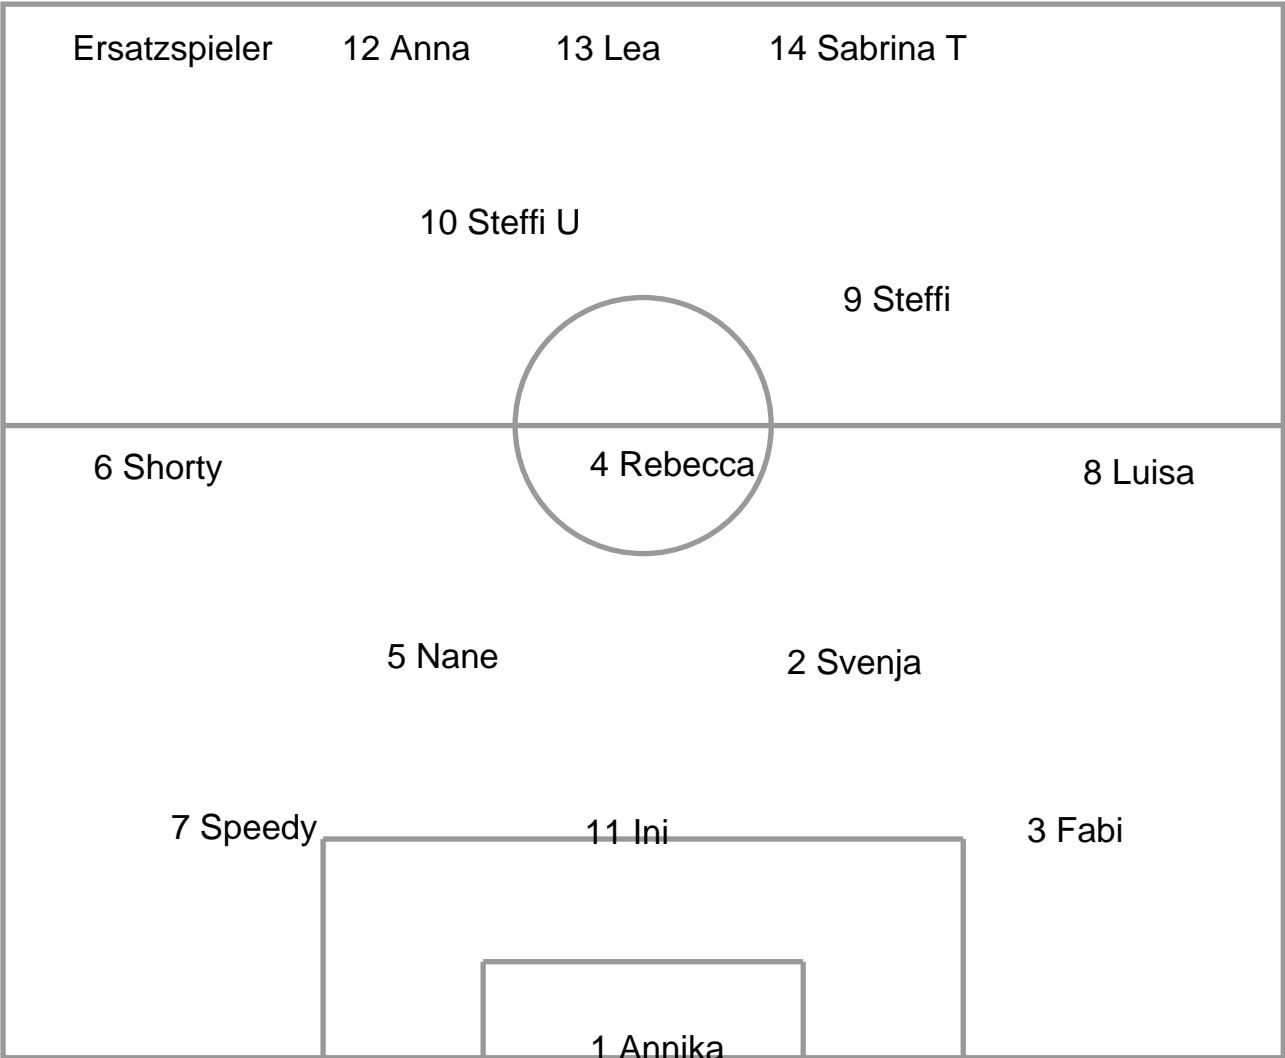 Ersatzspieler 12 Anna 13 Lea 14 Sabrina T
10 Steffi U
9 Steffi
6 Shorty 4 Rebecca 8 Luisa
5 Nane 2 Svenja
7 Speedy 11 Ini 3 Fabi
1 Annika